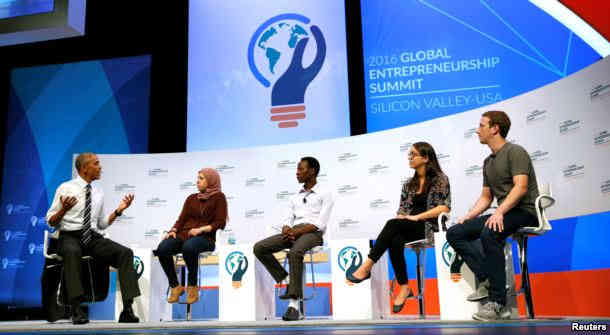 2016 GLOBAL
ENTREPRENEURSHIP
SUMMIT
SILICON VALLEY-USA
Reuters